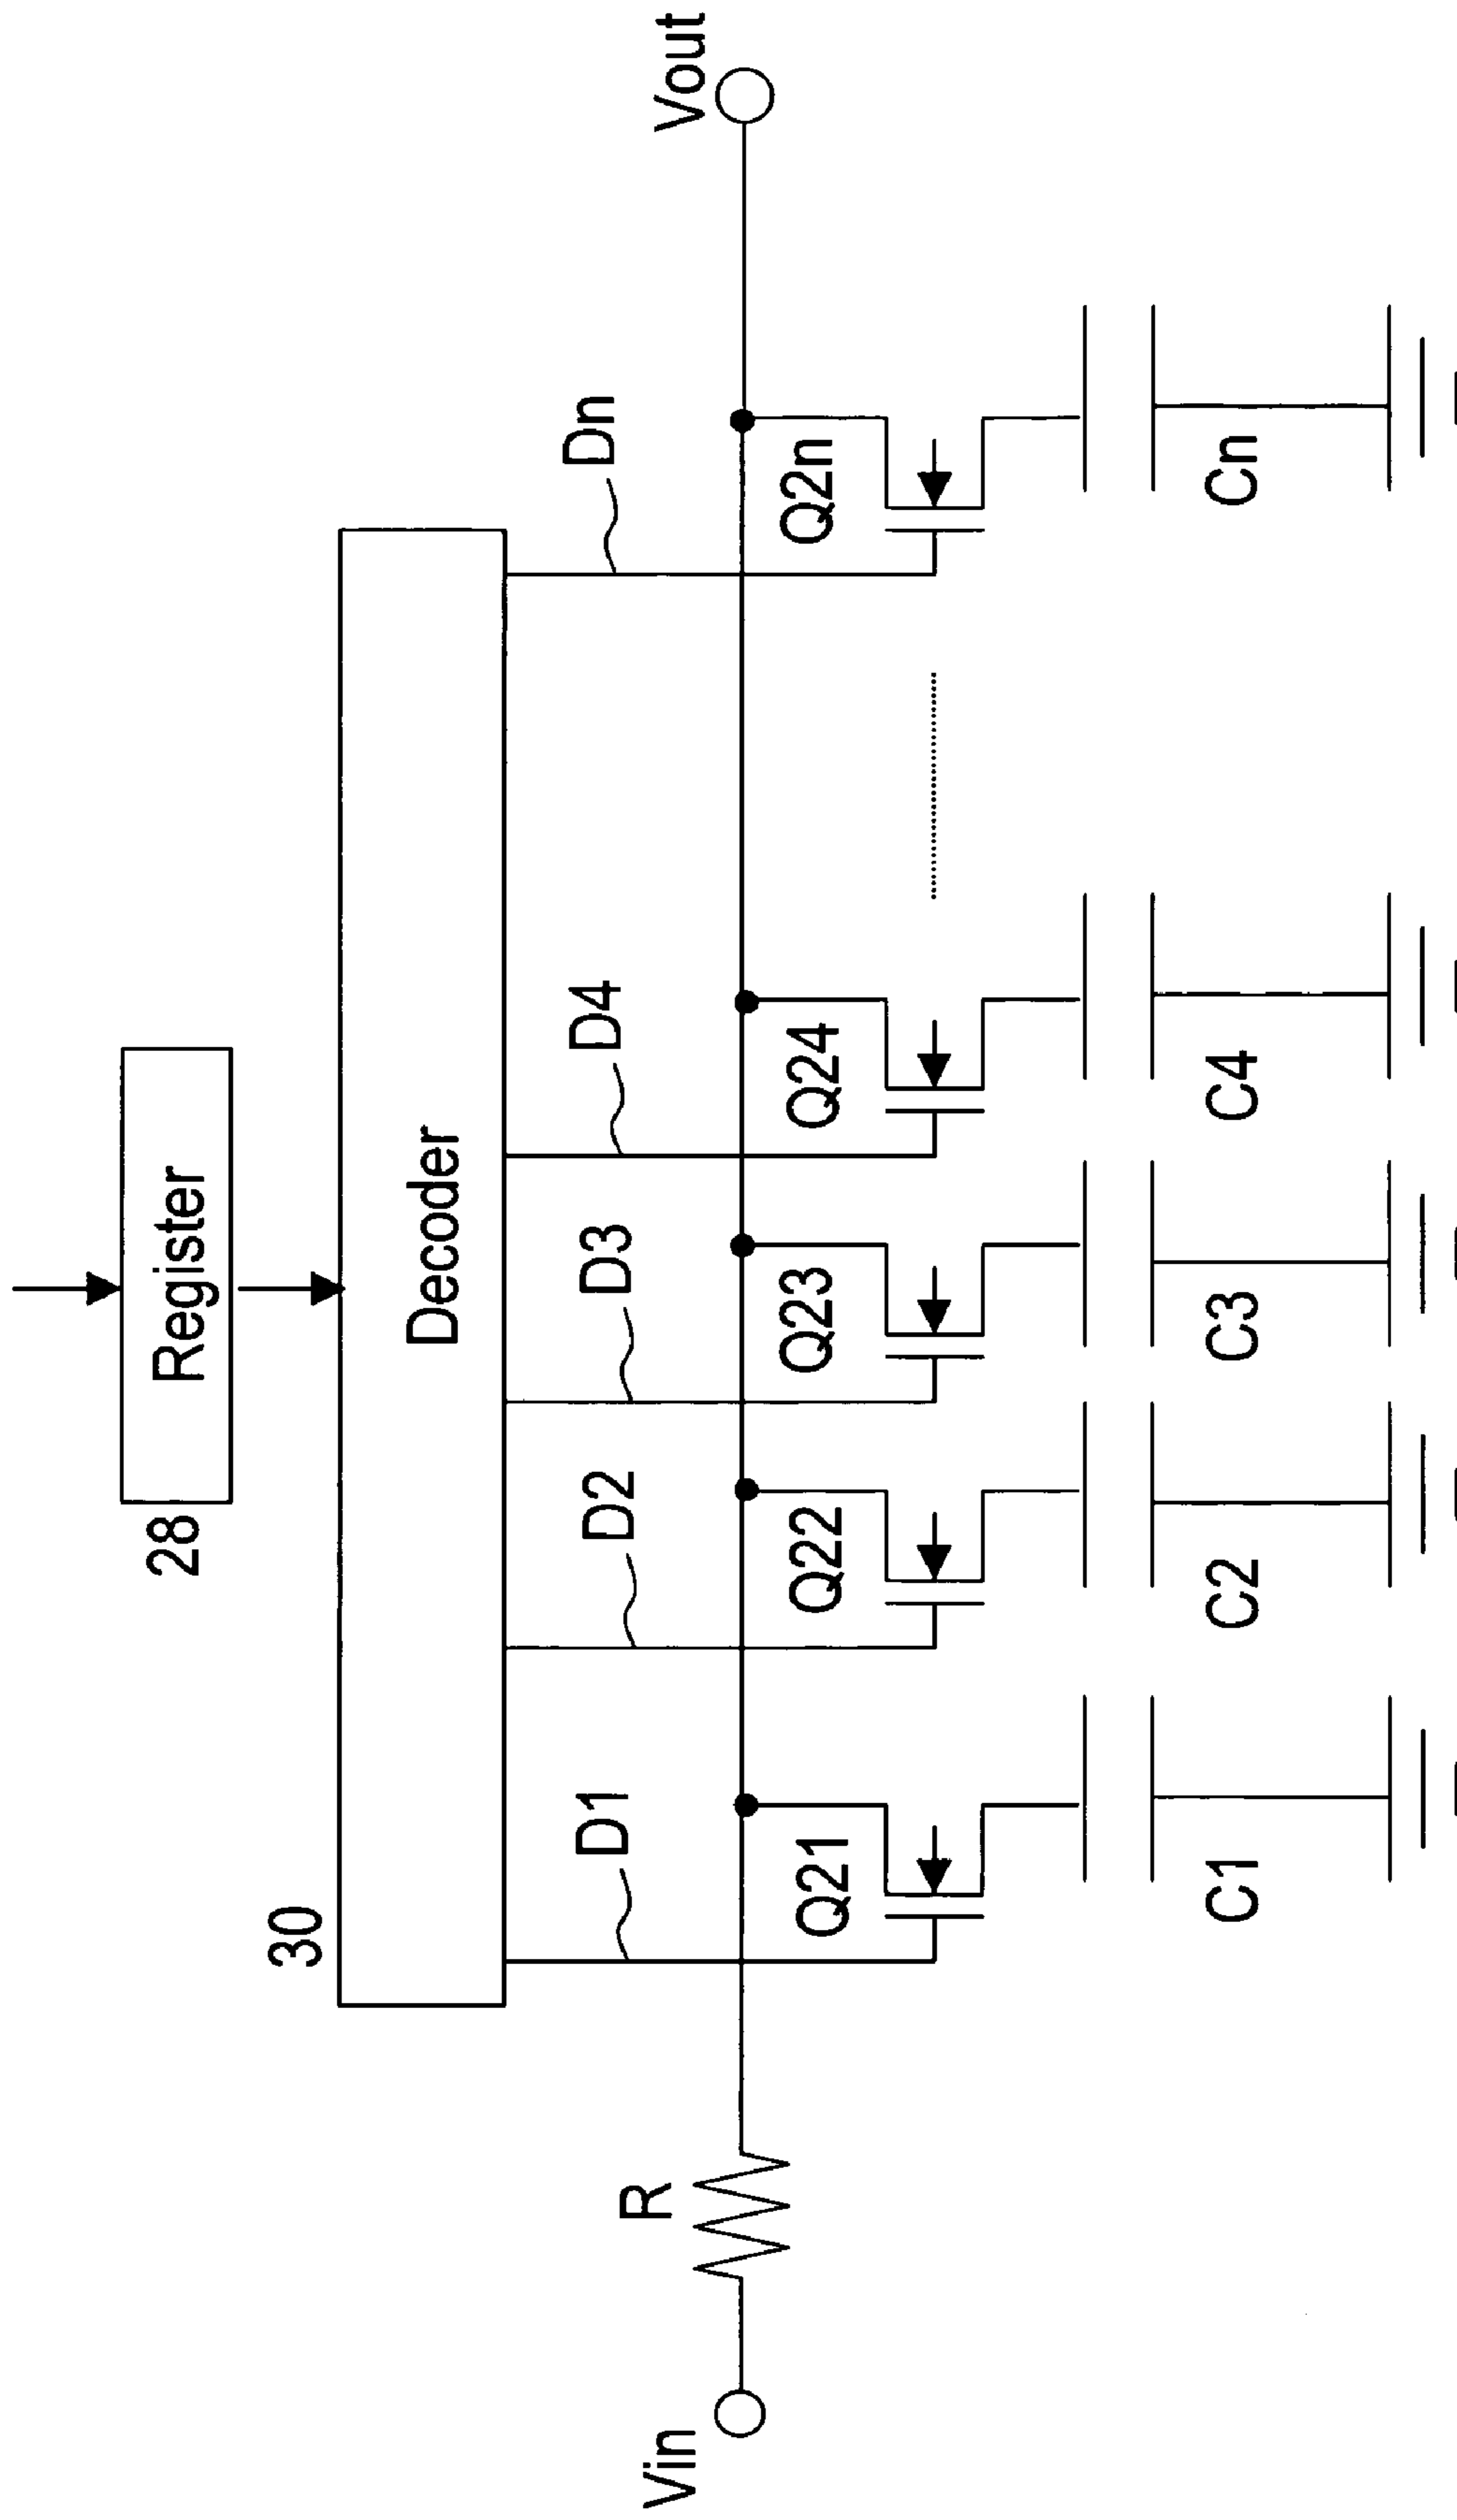 Register
28
30
Decoder
D1
D2
D3
D4
Dn
Vin
R
Vout
Q21
Q22
Q23
Q24
Q2n
C1
C2
C3
C4
Cn